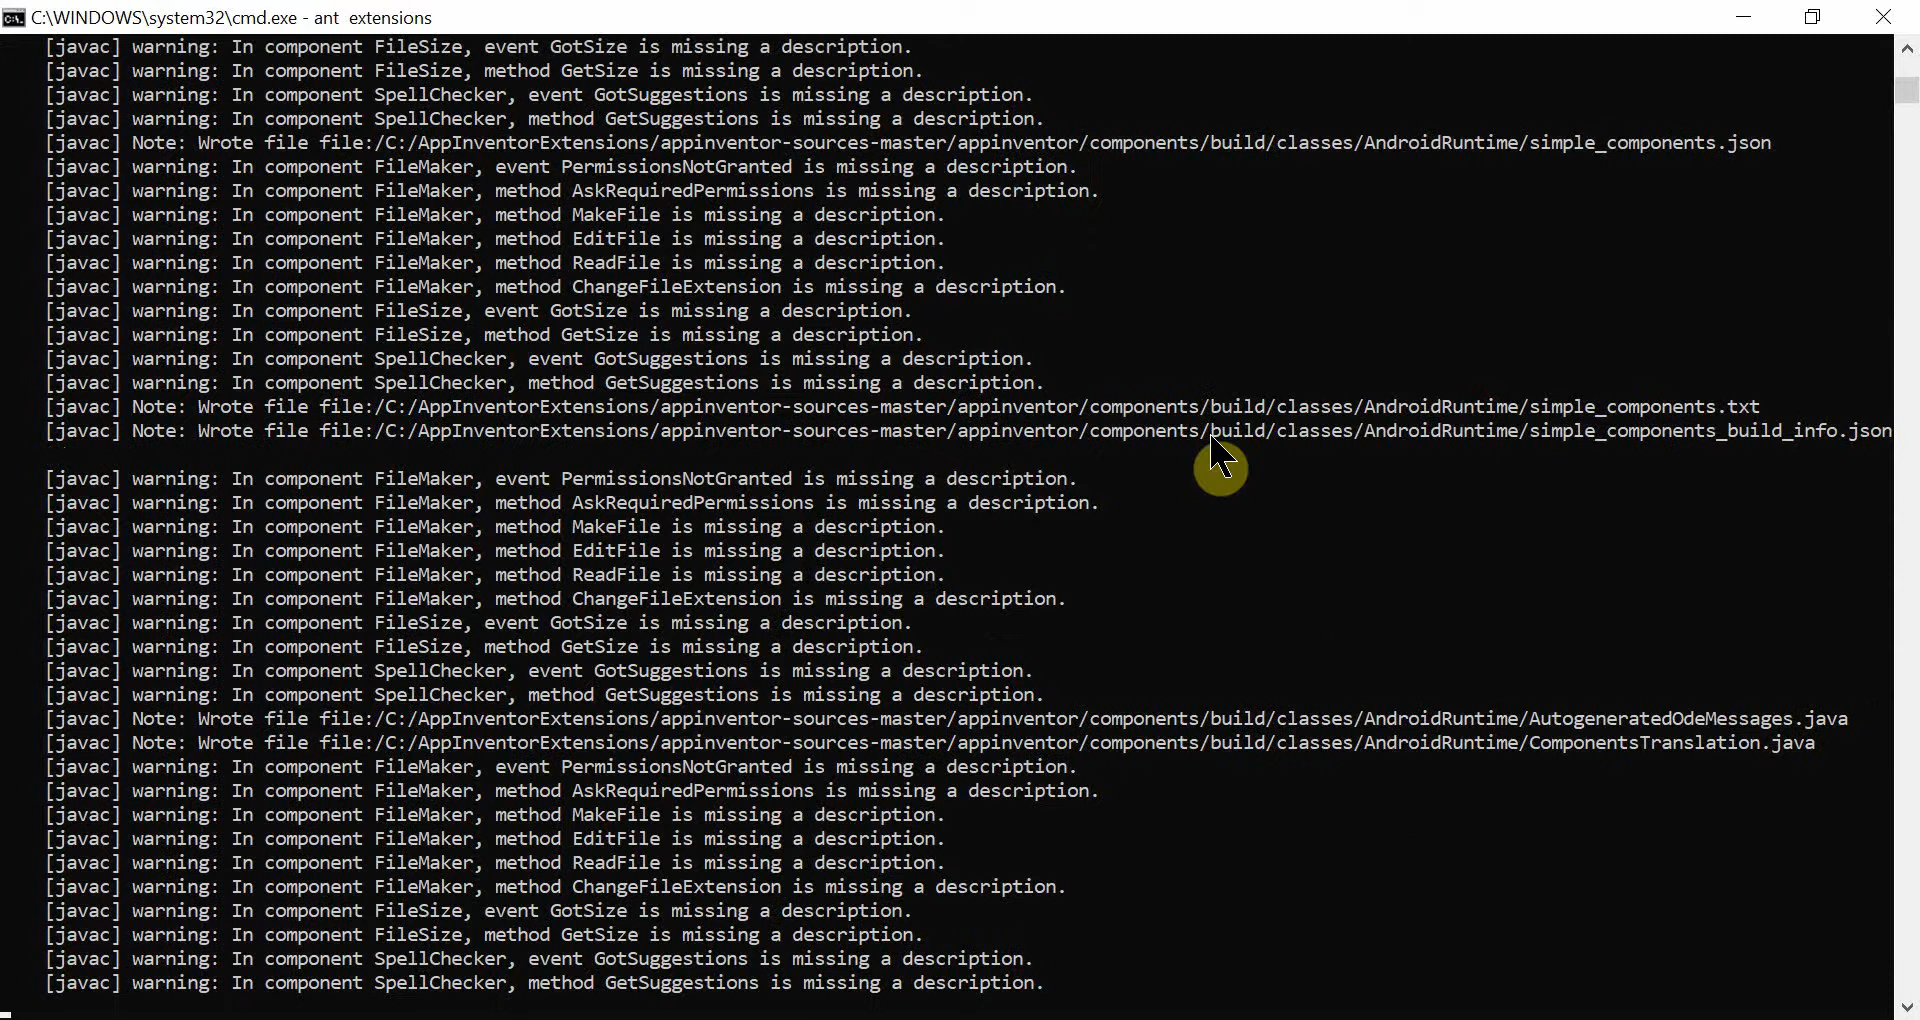 C:\WINDOWS\system32\cmd.exe - ant  extensions
[javac] warning: In component FileSize, event GotSize is missing a description.
[javac] warning: In component FileSize, method GetSize is missing a description.
[javac] warning: In component SpellChecker, event GotSuggestions is missing a description.
[javac] warning: In component SpellChecker, method GetSuggestions is missing a description.
[javac] Note: Wrote file file:/C:/AppInventorExtensions/appinventor-sources-master/appinventor/components/build/classes/AndroidRuntime/simple_components.json
[javac] warning: In component FileMaker, event PermissionsNotGranted is missing a description.
[javac] warning: In component FileMaker, method AskRequiredPermissions is missing a description.
[javac] warning: In component FileMaker, method MakeFile is missing a description.
[javac] warning: In component FileMaker, method EditFile is missing a description.
[javac] warning: In component FileMaker, method ReadFile is missing a description.
[javac] warning: In component FileMaker, method ChangeFileExtension is missing a description.
[javac] warning: In component FileSize, event GotSize is missing a description.
[javac] warning: In component FileSize, method GetSize is missing a description.
[javac] warning: In component SpellChecker, event GotSuggestions is missing a description.
[javac] warning: In component SpellChecker, method GetSuggestions is missing a description.
[javac] Note: Wrote file file:/C:/AppInventorExtensions/appinventor-sources-master/appinventor/components/build/classes/AndroidRuntime/simple_components.txt
[javac] Note: Wrote file file:/C:/AppInventorExtensions/appinventor-sources-master/appinventor/components/build/classes/AndroidRuntime/simple_components_build_info.json
[javac] warning: In component FileMaker, event PermissionsNotGranted is missing a description.
[javac] warning: In component FileMaker, method AskRequiredPermissions is missing a description.
[javac] warning: In component FileMaker, method MakeFile is missing a description.
[javac] warning: In component FileMaker, method EditFile is missing a description.
[javac] warning: In component FileMaker, method ReadFile is missing a description.
[javac] warning: In component FileMaker, method ChangeFileExtension is missing a description.
[javac] warning: In component FileSize, event GotSize is missing a description.
[javac] warning: In component FileSize, method GetSize is missing a description.
[javac] warning: In component SpellChecker, event GotSuggestions is missing a description.
[javac] warning: In component SpellChecker, method GetSuggestions is missing a description.
[javac] Note: Wrote file file:/C:/AppInventorExtensions/appinventor-sources-master/appinventor/components/build/classes/AndroidRuntime/AutogeneratedOdeMessages.java
[javac] Note: Wrote file file:/C:/AppInventorExtensions/appinventor-sources-master/appinventor/components/build/classes/AndroidRuntime/ComponentsTranslation.java
[javac] warning: In component FileMaker, event PermissionsNotGranted is missing a description.
[javac] warning: In component FileMaker, method AskRequiredPermissions is missing a description.
[javac] warning: In component FileMaker, method MakeFile is missing a description.
[javac] warning: In component FileMaker, method EditFile is missing a description.
[javac] warning: In component FileMaker, method ReadFile is missing a description.
[javac] warning: In component FileMaker, method ChangeFileExtension is missing a description.
[javac] warning: In component FileSize, event GotSize is missing a description.
[javac] warning: In component FileSize, method GetSize is missing a description.
[javac] warning: In component SpellChecker, event GotSuggestions is missing a description.
[javac] warning: In component SpellChecker, method GetSuggestions is missing a description.